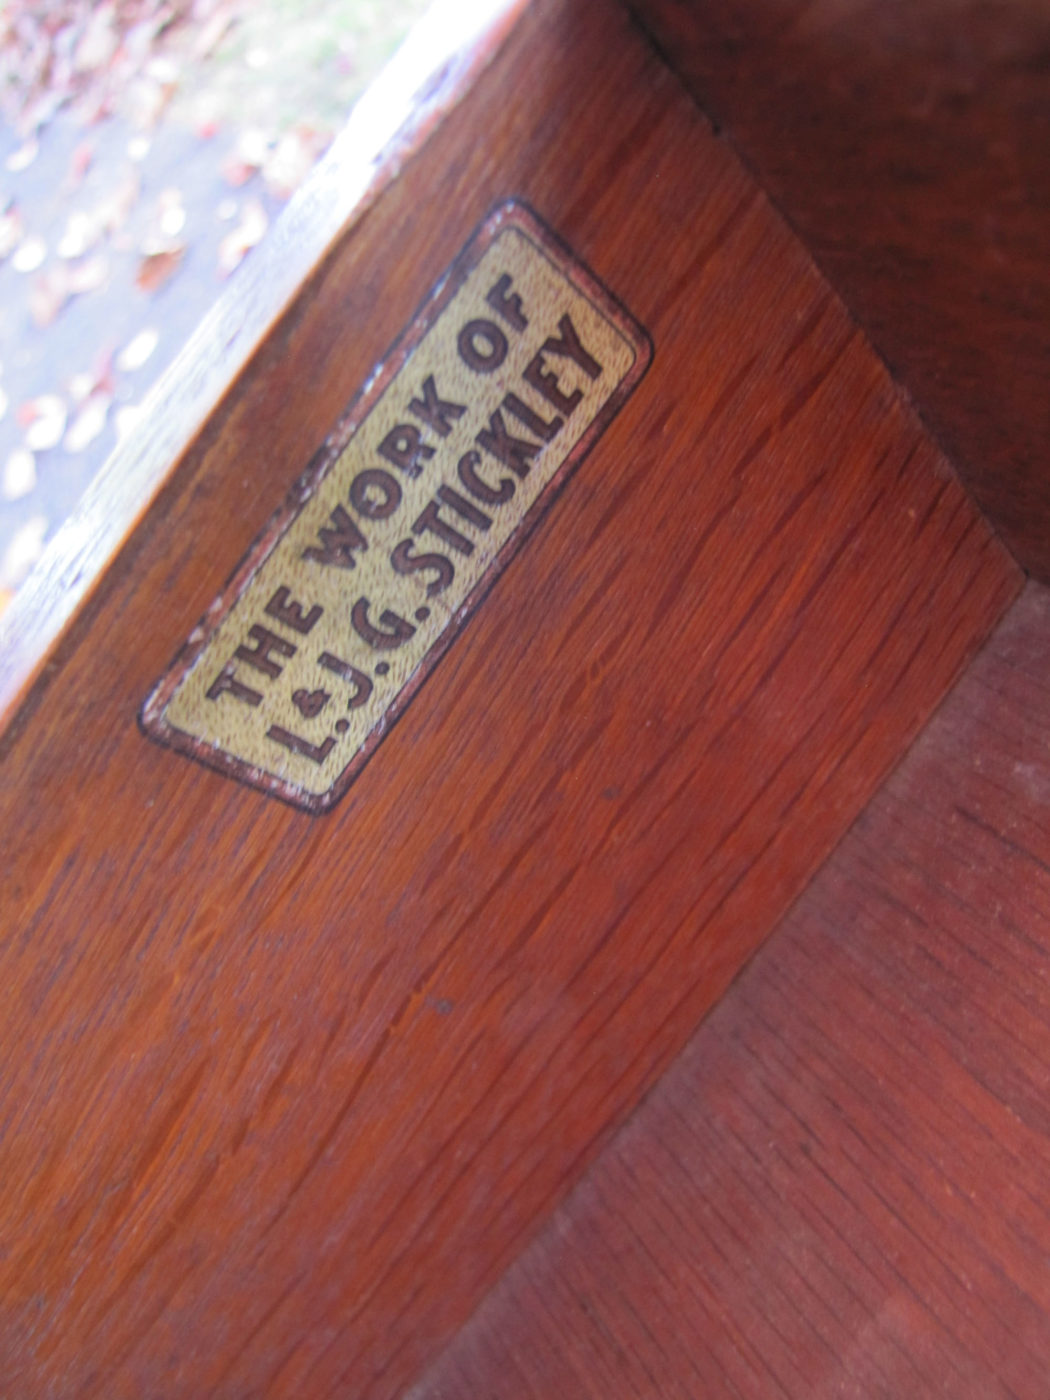 THE WORK OF
L. & J. G. STICKLEY